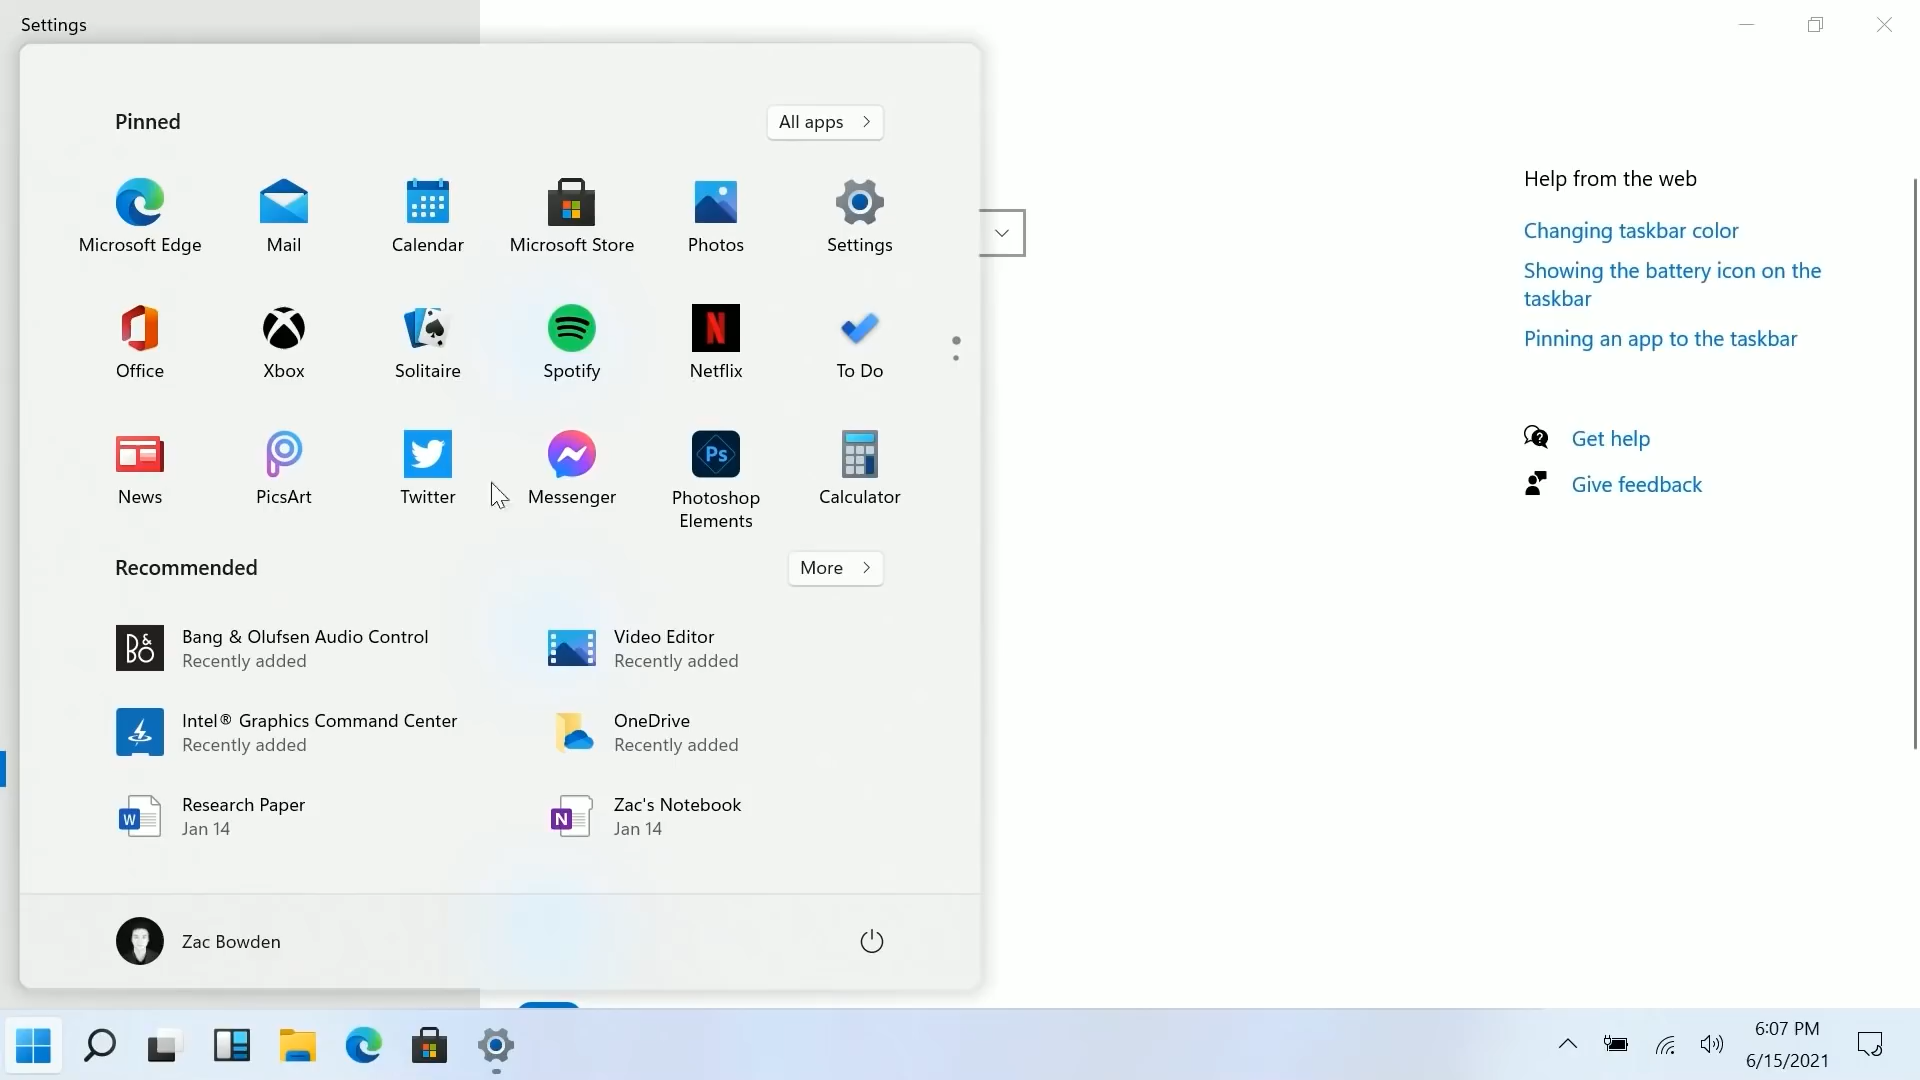 Settings
Pinned
All apps
Microsoft Edge
Mail
Calendar
Microsoft Store
Photos
Settings
Office
Xbox
Solitaire
Spotify
N
Netflix
To Do
News
PicsArt
Twitter
Messenger
Ps
Photoshop
Elements
Calculator
Recommended
More
B&O
Bang & Olufsen Audio Control
Recently added
Video Editor
Recently added
Intel® Graphics Command Center
Recently added
OneDrive
Recently added
W
Research Paper
Jan 14
N
Zac's Notebook
Jan 14
Zac Bowden
Help from the web
Changing taskbar color
Showing the battery icon on the
taskbar
Pinning an app to the taskbar
Get help
Give feedback
6:07 PM
6/15/2021